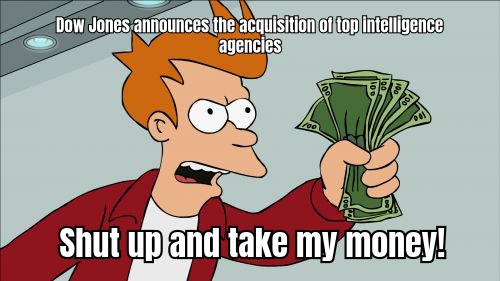 Dow Jones announces the acquisition of top intelligence
agencies
Shut up and take my money!